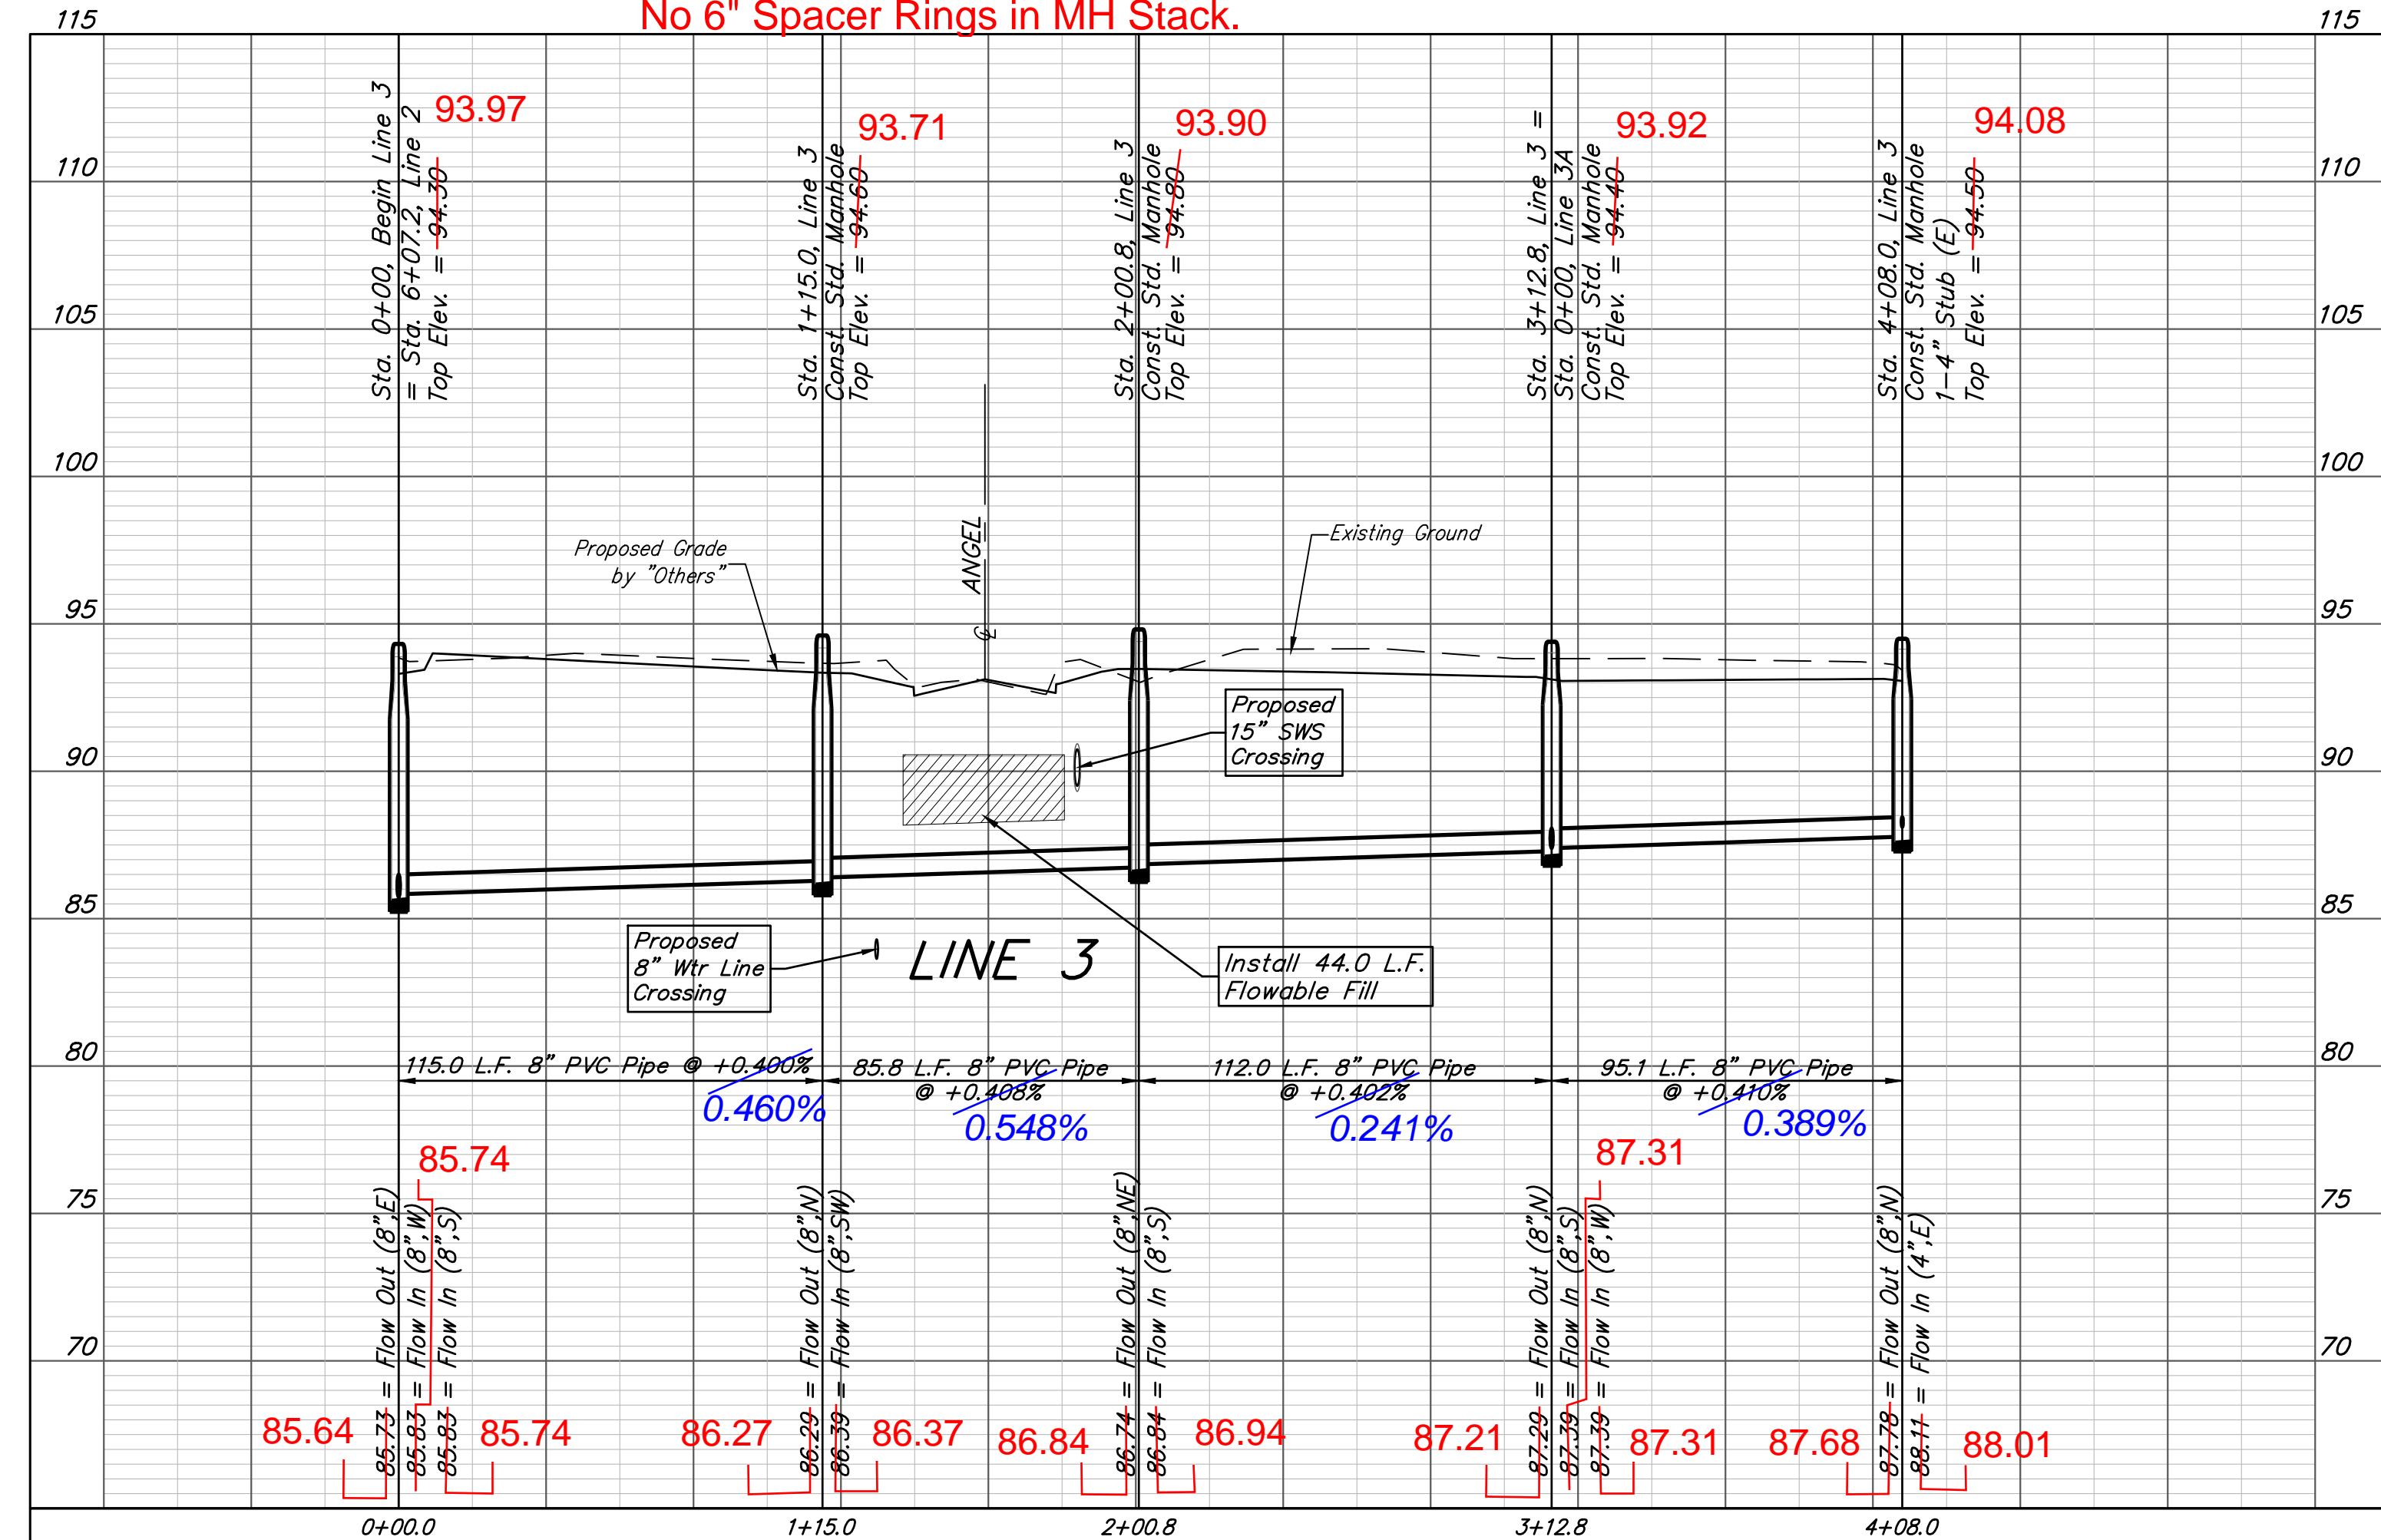 No 6" Spacer Rings in MH Stack.
115
115
Sta. 0+00, Begin Line 3
= Sta. 6+07.2, Line 2
Top Elev. = 94.30
93.97
Sta. 1+15.0, Line 3
Const. Std. Manhole
Top Elev. = 94.60
93.71
Sta. 2+00.8, Line 3
Const. Std. Manhole
Top Elev. = 94.80
93.90
Sta. 3+12.8, Line 3 =
Sta. 0+00, Line 3A
Const. Std. Manhole
Top Elev. = 94.40
93.92
Sta. 4+08.0, Line 3
Const. Std. Manhole
1-4" Stub (E)
Top Elev. = 94.50
94.08
110
110
105
105
100
100
Proposed Grade
by "Others"
ANGEL
℄
Existing Ground
95
95
Proposed
15" SWS
Crossing
90
90
85
85
Proposed
8" Wtr Line
Crossing
LINE 3
Install 44.0 L.F.
Flowable Fill
80
80
115.0 L.F. 8" PVC Pipe @ +0.400%
0.460%
85.8 L.F. 8" PVC Pipe
@ +0.408%
0.548%
112.0 L.F. 8" PVC Pipe
@ +0.402%
0.241%
95.1 L.F. 8" PVC Pipe
@ +0.410%
0.389%
75
75
70
70
85.74
85.73 = Flow Out (8",E)
85.83 = Flow In (8",W)
85.83 = Flow In (8",S)
85.64
85.74
86.29 = Flow Out (8",N)
86.39 = Flow In (8",SW)
86.27
86.37
86.74 = Flow Out (8",NE)
86.84 = Flow In (8",S)
86.84
86.94
87.31
87.29 = Flow Out (8",N)
87.39 = Flow In (8",S)
87.39 = Flow In (8",W)
87.21
87.31
87.78 = Flow Out (8",N)
88.11 = Flow In (4",E)
87.68
88.01
0+00.0
1+15.0
2+00.8
3+12.8
4+08.0